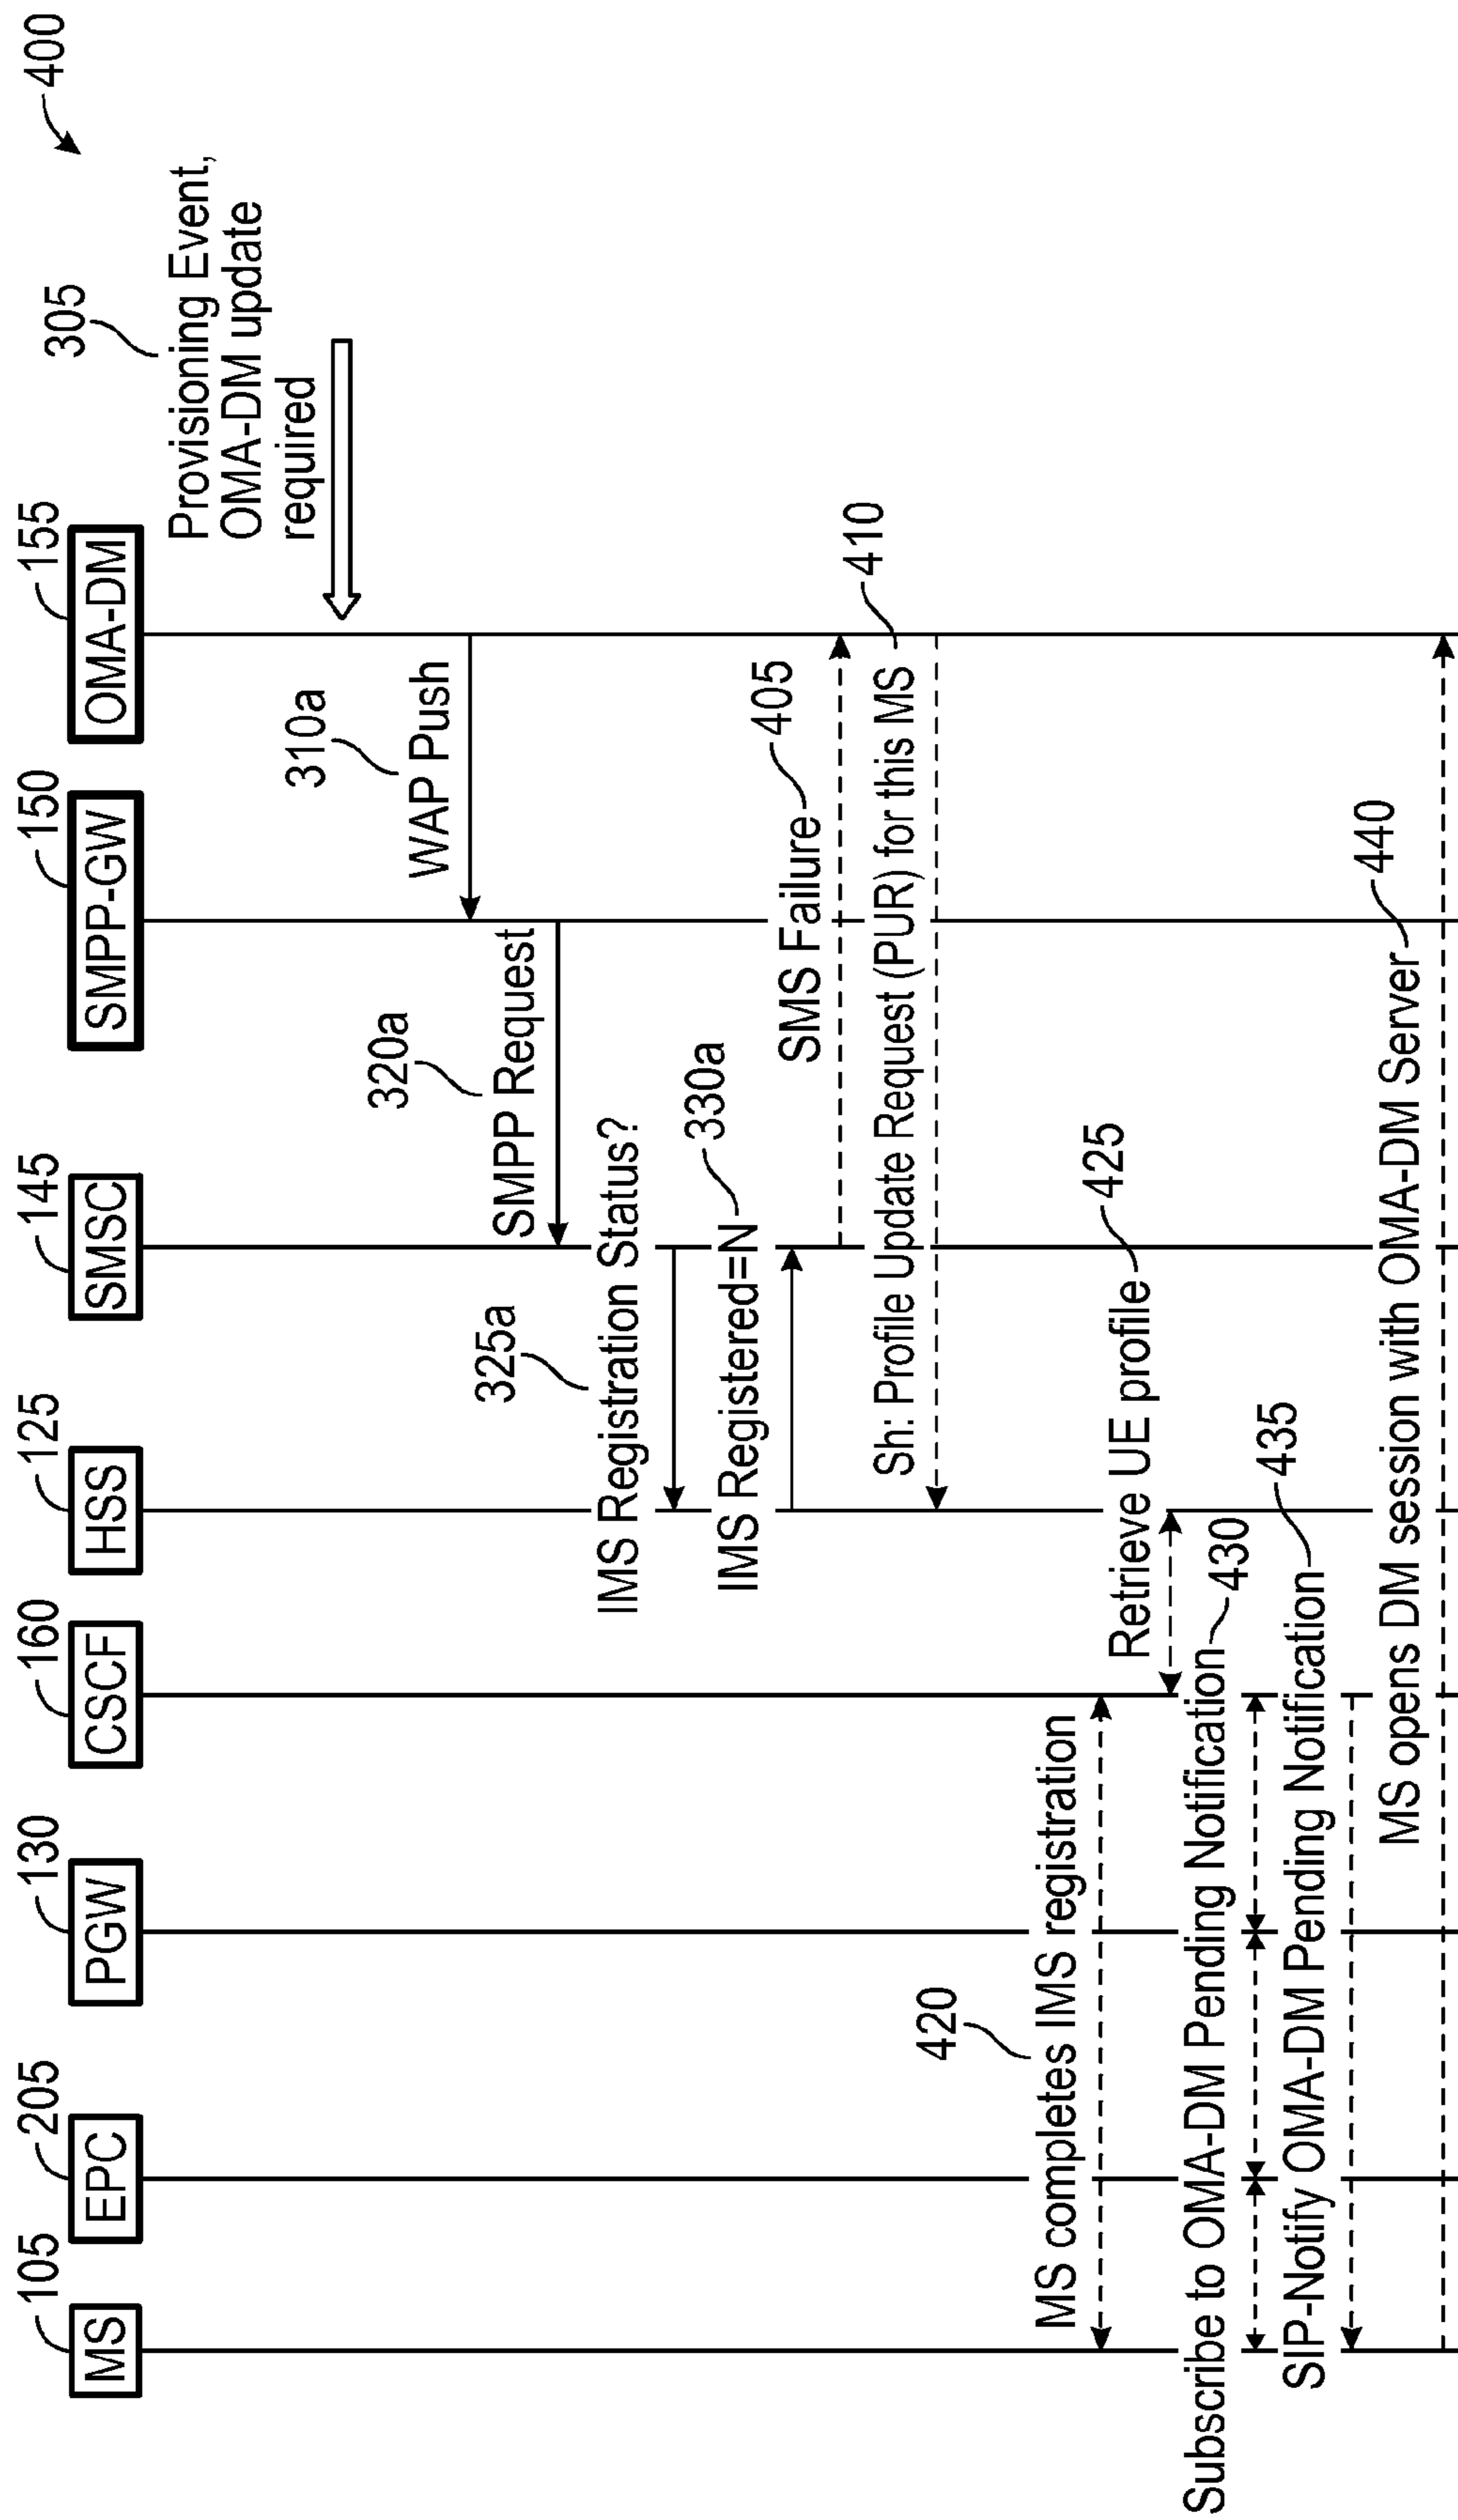 400
105
205
130
160
125
145
150
155
305
MS
EPC
PGW
CSCF
HSS
SMSC
SMPP-GW
OMA-DM
Provisioning Event,
OMA-DM update
required
310a
WAP Push
320a
SMPP Request
325a
IMS Registration Status?
330a
IMS Registered=N
405
SMS Failure
410
Sh: Profile Update Request (PUR) for this MS
420
MS completes IMS registration
425
Retrieve UE profile
430
Subscribe to OMA-DM Pending Notification
435
SIP-Notify OMA-DM Pending Notification
440
MS opens DM session with OMA-DM Server